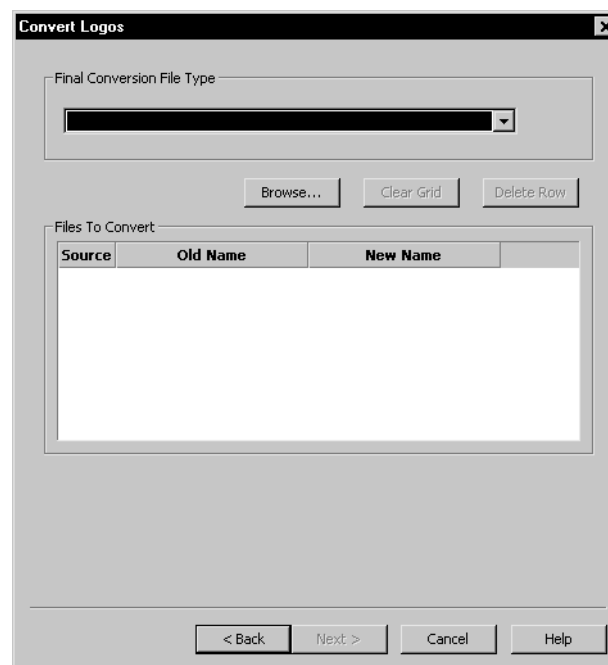 Convert Logos
Final Conversion File Type
Browse... Clear Grid Delete Row
Files To Convert
Source Old Name New Name
< Back Next > Cancel Help